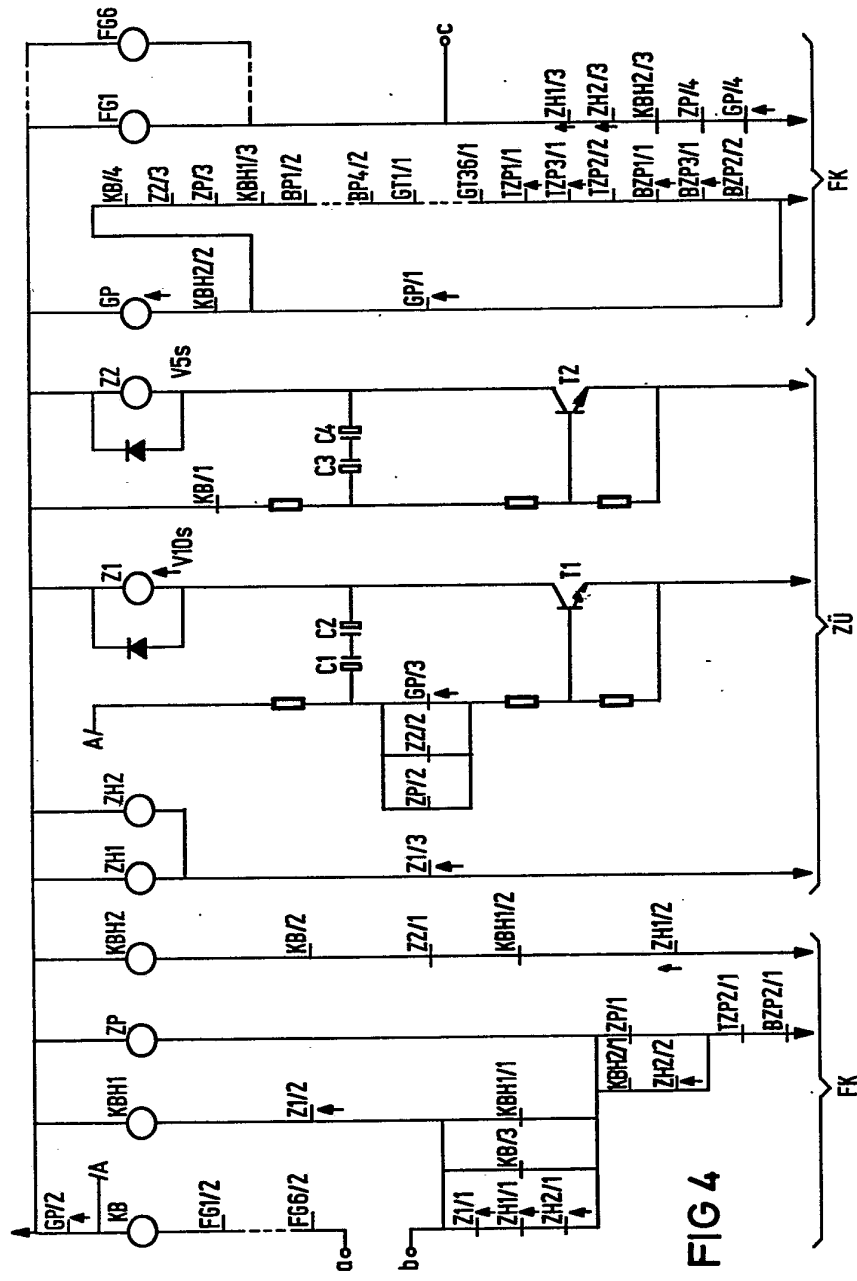 GP/2
/A
KB
FG1/2
FG6/2
a
b
Z1/1
ZH1/1
ZH2/1
KB/3
KBH1/1
KBH1
Z1/2
ZP
KBH2/1
ZP/1
ZH2/2
TZP2/1
BZP2/1
KBH2
KB/2
Z2/1
KBH1/2
ZH1/2
FK
ZH1
ZH2
Z1/3
A/
ZP/2
Z2/2
GP/3
C1
C2
Z1
V10s
T1
KB/1
C3
C4
Z2
V5s
T2
ZÜ
GP
KBH2/2
GP/1
KB/4
Z2/3
ZP/3
KBH1/3
BP1/2
BP4/2
GT1/1
GT36/1
TZP1/1
TZP3/1
TZP2/2
BZP1/1
BZP3/1
BZP2/2
FG1
FG6
c
ZH1/3
ZH2/3
KBH2/3
ZP/4
GP/4
FK
FIG 4